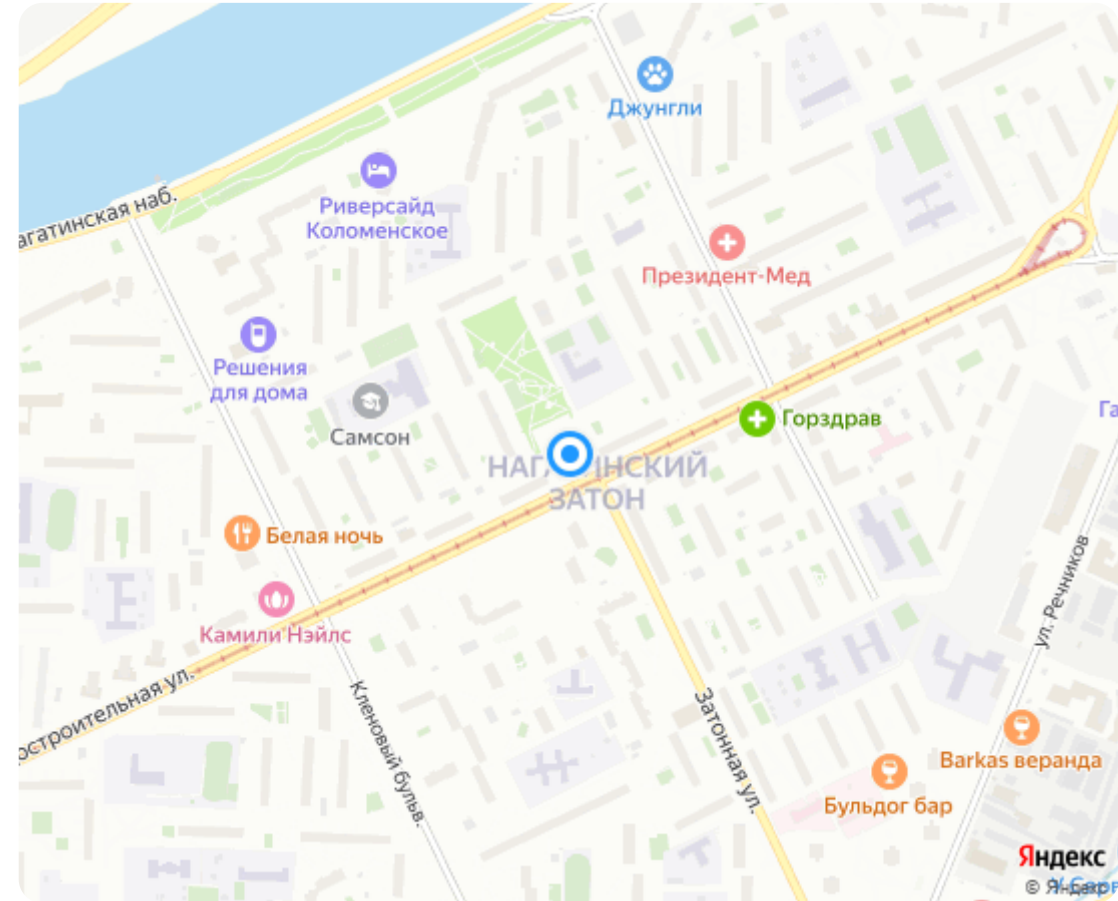 Джунгли
Риверсайд
Коломенское
агатинская наб.
Президент-Мед
Решения
для дома
Самсон
Горздрав
Га
ЗАТОН
Белая ночь
Камили Нэйлс
ул. Речников
остроительная ул.
Кленовый бульв.
Затонная ул.
Barkas веранда
Бульдог бар
Яндекс